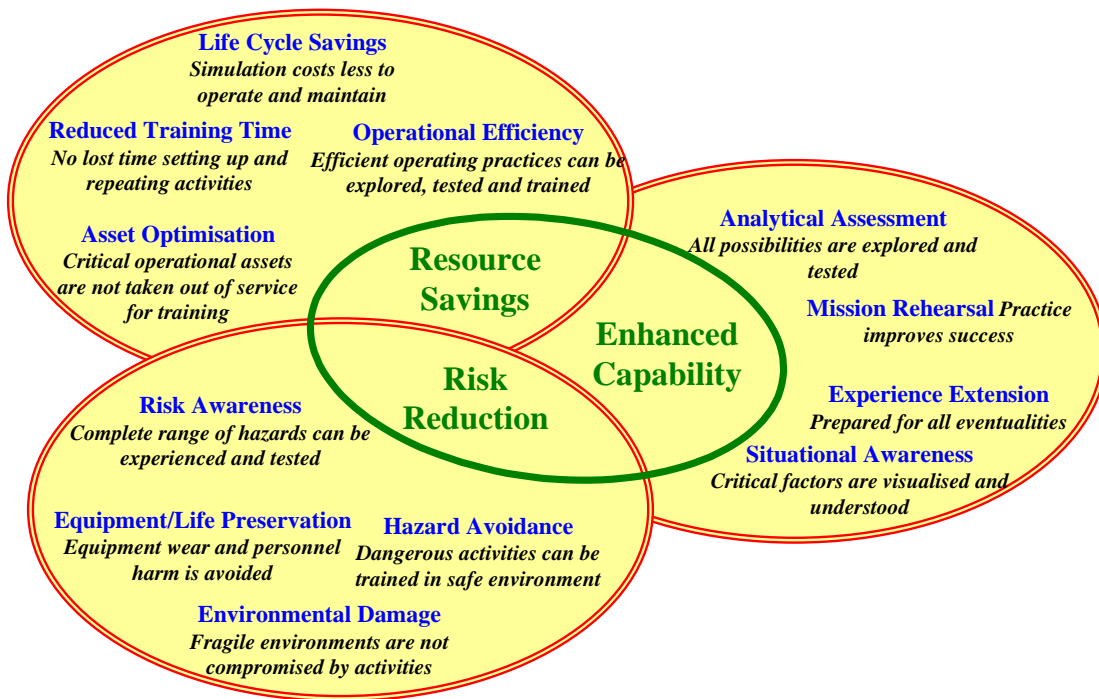 Life Cycle Savings
Simulation costs less to
operate and maintain
Reduced Training Time
No lost time setting up and
repeating activities
Operational Efficiency
Efficient operating practices can be
explored, tested and trained
Asset Optimisation
Critical operational assets
are not taken out of service
for training
Resource
Savings
Analytical Assessment
All possibilities are explored and
tested
Mission Rehearsal Practice
improves success
Enhanced
Capability
Experience Extension
Prepared for all eventualities
Situational Awareness
Critical factors are visualised and
understood
Risk
Reduction
Risk Awareness
Complete range of hazards can be
experienced and tested
Equipment/Life Preservation
Equipment wear and personnel
harm is avoided
Hazard Avoidance
Dangerous activities can be
trained in safe environment
Environmental Damage
Fragile environments are not
compromised by activities